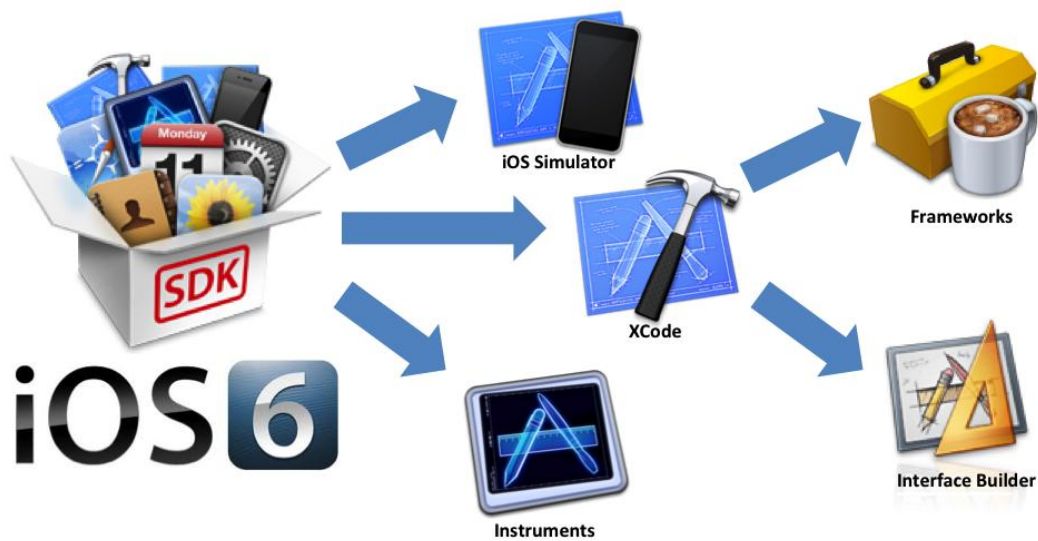 iOS Simulator
Monday
11
Frameworks
SDK
XCode
iOS 6
Interface Builder
Instruments